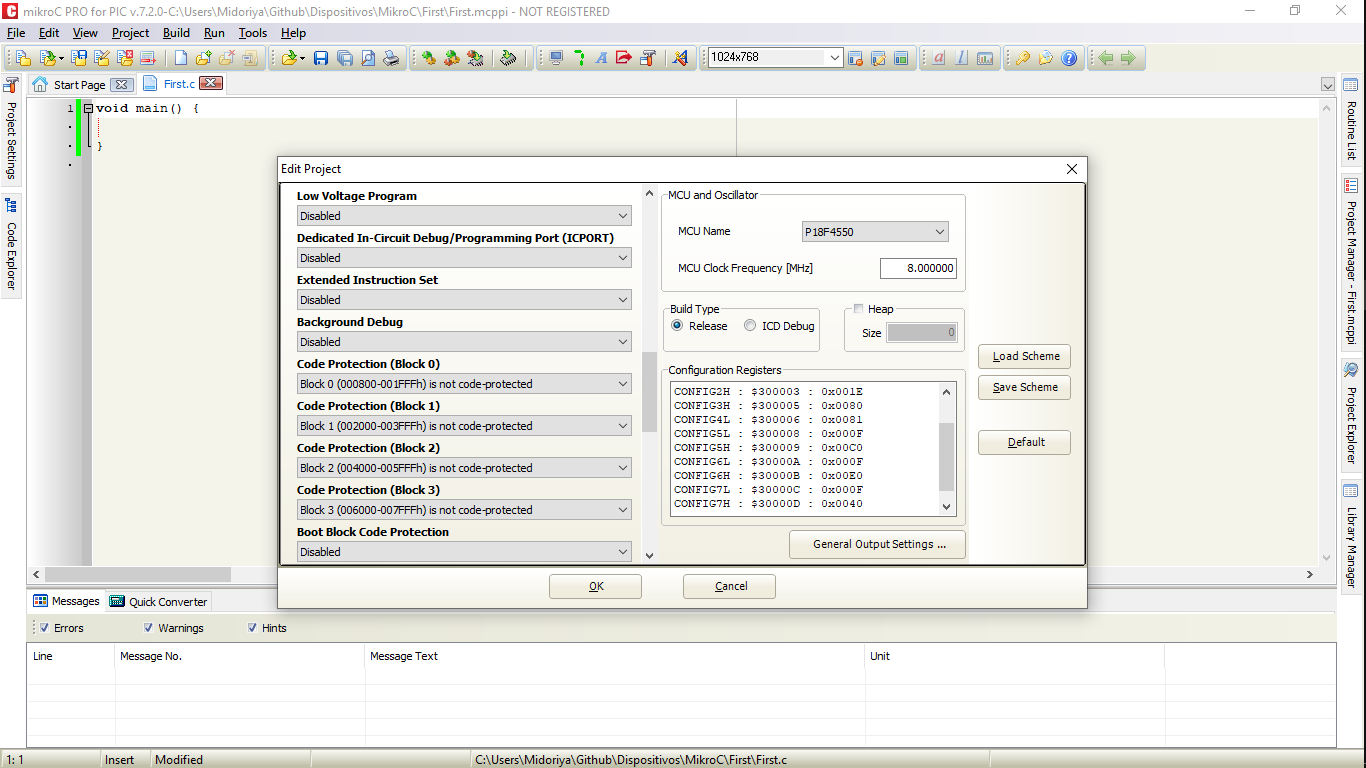 mikroC PRO for PIC v.7.2.0-C:\Users\Midoriya\Github\Dispositivos\MikroC\First\First.mcppi - NOT REGISTERED
File Edit View Project Build Run Tools Help
1024x768
Start Page
First.c
Project Settings
Code Explorer
1 void main() {
}
Routine List
Project Manager - First.mcppi
Project Explorer
Library Manager
Edit Project
Low Voltage Program
Disabled
Dedicated In-Circuit Debug/Programming Port (ICPORT)
Disabled
Extended Instruction Set
Disabled
Background Debug
Disabled
Code Protection (Block 0)
Block 0 (000800-001FFFh) is not code-protected
Code Protection (Block 1)
Block 1 (002000-003FFFh) is not code-protected
Code Protection (Block 2)
Block 2 (004000-005FFFh) is not code-protected
Code Protection (Block 3)
Block 3 (006000-007FFFh) is not code-protected
Boot Block Code Protection
Disabled
MCU and Oscillator
MCU Name P18F4550
MCU Clock Frequency [MHz] 8.000000
Build Type
Release ICD Debug
Heap
Size 0
Configuration Registers
CONFIG2H : $300003 : 0x001E
CONFIG3H : $300005 : 0x0080
CONFIG4L : $300006 : 0x0081
CONFIG5L : $300008 : 0x000F
CONFIG5H : $300009 : 0x00C0
CONFIG6L : $30000A : 0x000F
CONFIG6H : $30000B : 0x00E0
CONFIG7L : $30000C : 0x000F
CONFIG7H : $30000D : 0x0040
General Output Settings ...
Load Scheme
Save Scheme
Default
OK
Cancel
Messages
Quick Converter
Errors Warnings Hints
Line Message No. Message Text Unit
1: 1 Insert Modified C:\Users\Midoriya\Github\Dispositivos\MikroC\First\First.c